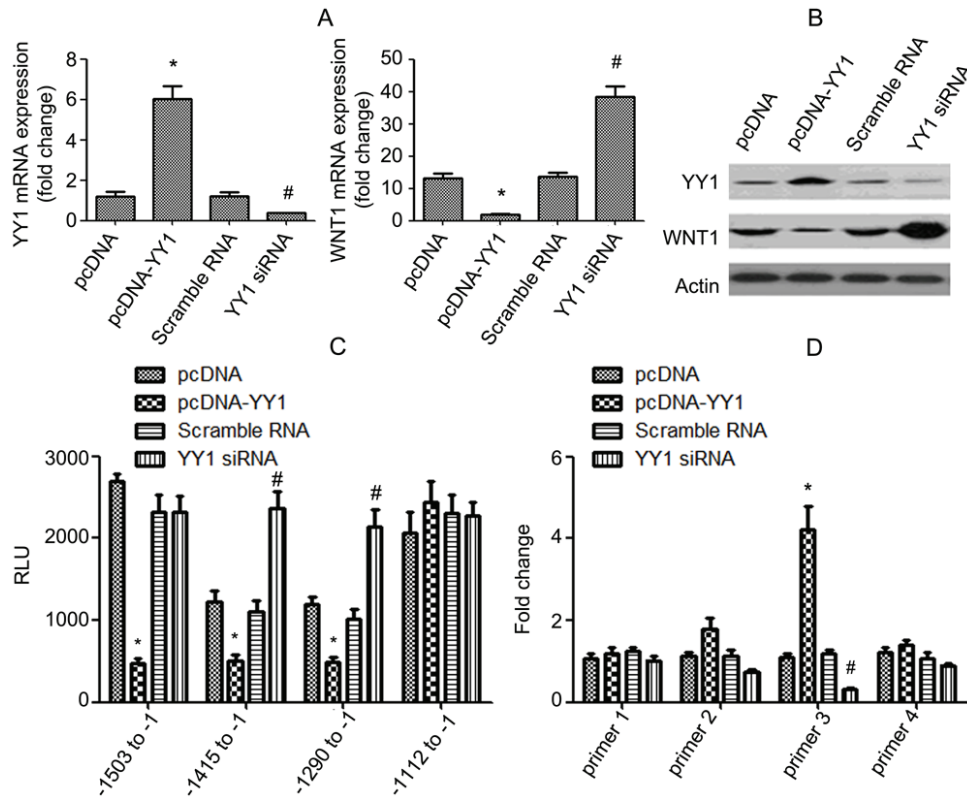 A
YY1 mRNA expression
(fold change)
8
6
4
2
0
*
#
pcDNA
pcDNA-YY1
Scramble RNA
YY1 siRNA
WNT1 mRNA expression
(fold change)
50
40
30
20
10
0
*
#
pcDNA
pcDNA-YY1
Scramble RNA
YY1 siRNA
B
pcDNA
pcDNA-YY1
Scramble RNA
YY1 siRNA
YY1
WNT1
Actin
C
pcDNA
pcDNA-YY1
Scramble RNA
YY1 siRNA
RLU
3000
2000
1000
0
*
*
#
*
#
-1503 to -1
-1415 to -1
-1290 to -1
-1112 to -1
D
pcDNA
pcDNA-YY1
Scramble RNA
YY1 siRNA
Fold change
6
4
2
0
*
#
primer 1
primer 2
primer 3
primer 4